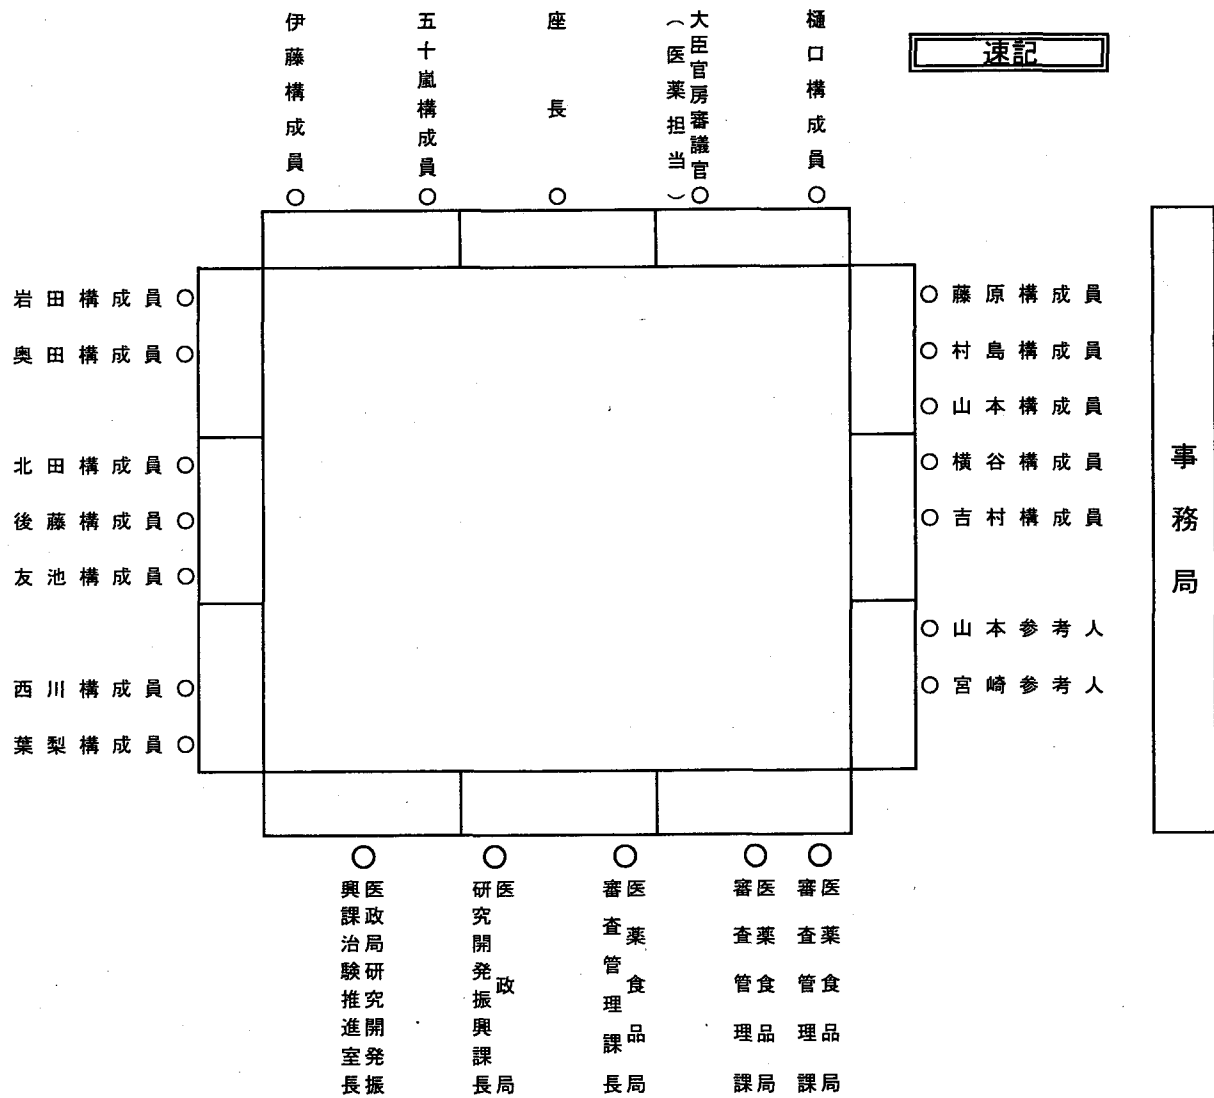 伊藤構成員
○
五十嵐構成員
○
座長
○
大臣官房審議官
(医薬担当)
○
樋口構成員
○
速記
岩田構成員○
奥田構成員○
北田構成員○
後藤構成員○
友池構成員○
西川構成員○
葉梨構成員○
○藤原構成員
○村島構成員
○山本構成員
○横谷構成員
○吉村構成員
○山本参考人
○宮崎参考人
事務局
○
医政局研究開発振
興課治験推進室長
○
医政局
研究開発振興課長
○
医薬食品局
審査管理課長
○
医薬食品局
審査管理課
○
医薬食品局
審査管理課